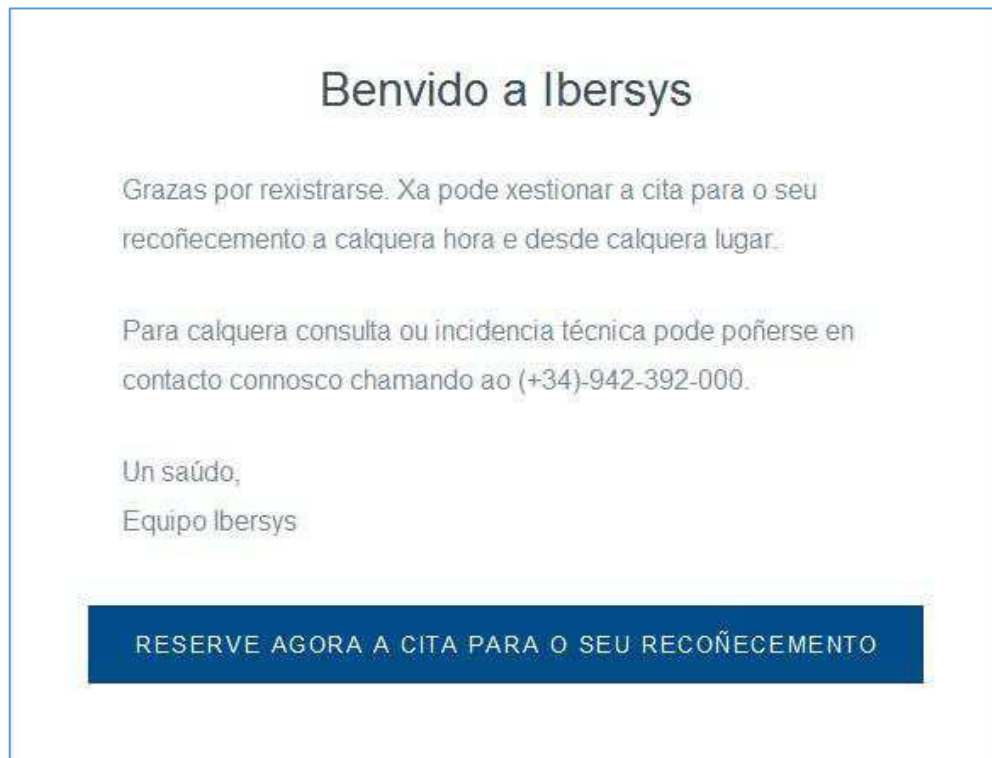 Benvido a Ibersys
Grazas por rexistrarse. Xa pode xestionar a cita para o seu
recoñecemento a calquera hora e desde calquera lugar.
Para calquera consulta ou incidencia técnica pode poñerse en
contacto connosco chamando ao (+34)-942-392-000.
Un saúdo,
Equipo Ibersys
RESERVE AGORA A CITA PARA O SEU RECOÑECEMENTO